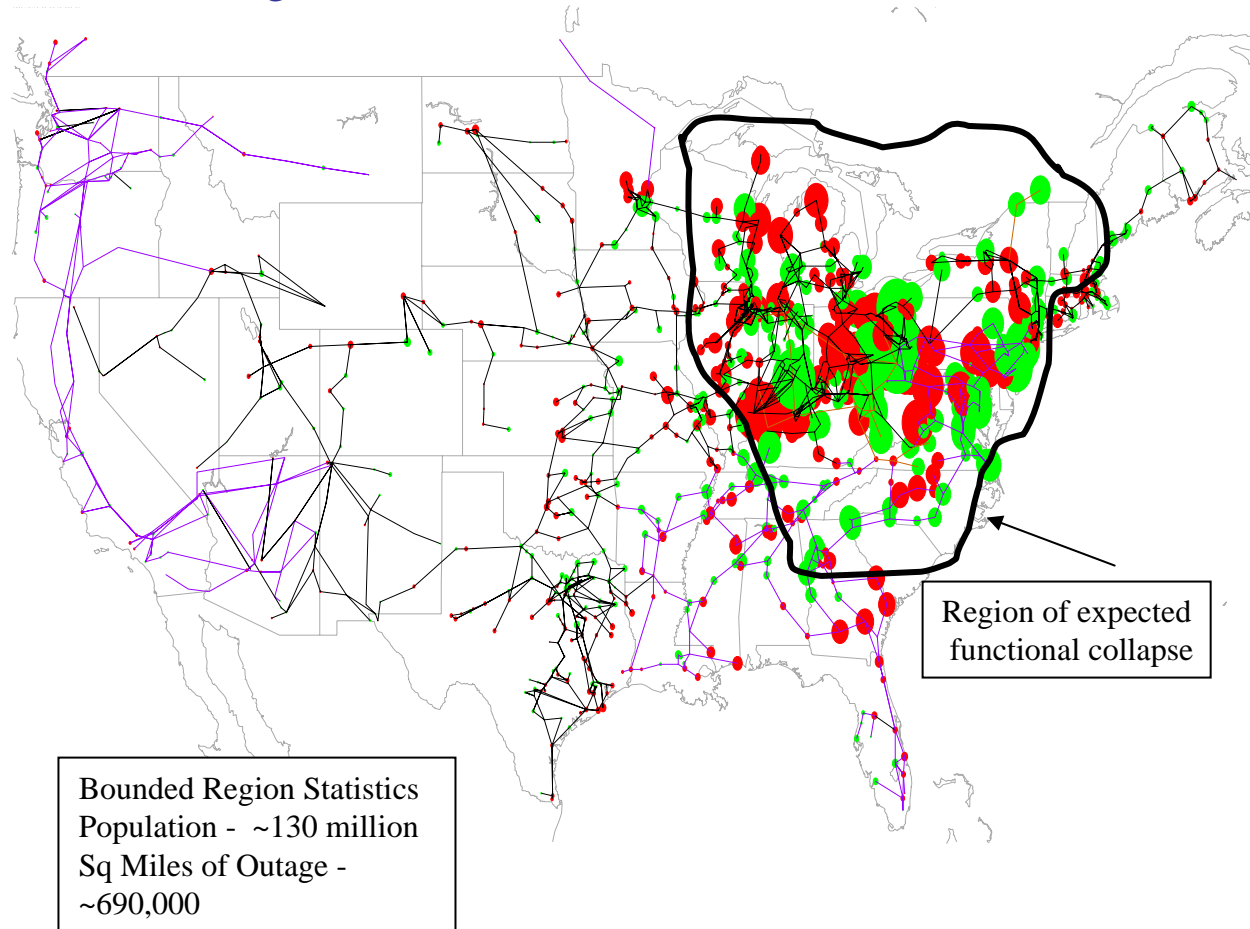 Region of expected
functional collapse
Bounded Region Statistics
Population - ~130 million
Sq Miles of Outage -
~690,000